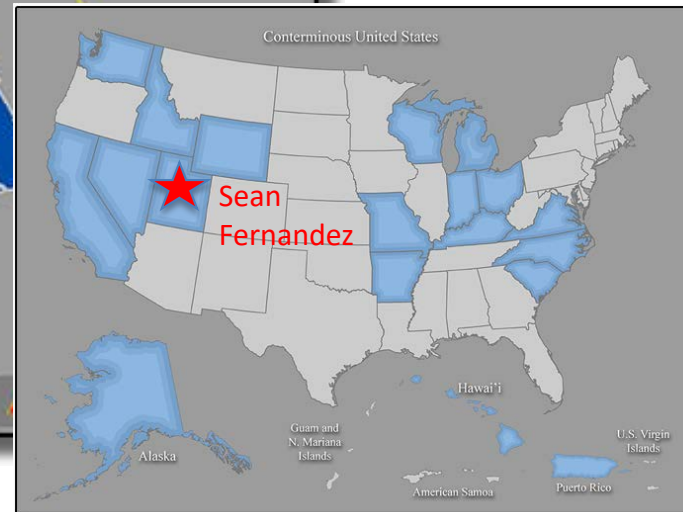 Conterminous United States
Sean
Fernandez
Hawai'i
Guam and
N. Mariana
Islands
U.S. Virgin
Islands
Alaska
American Samoa
Puerto Rico